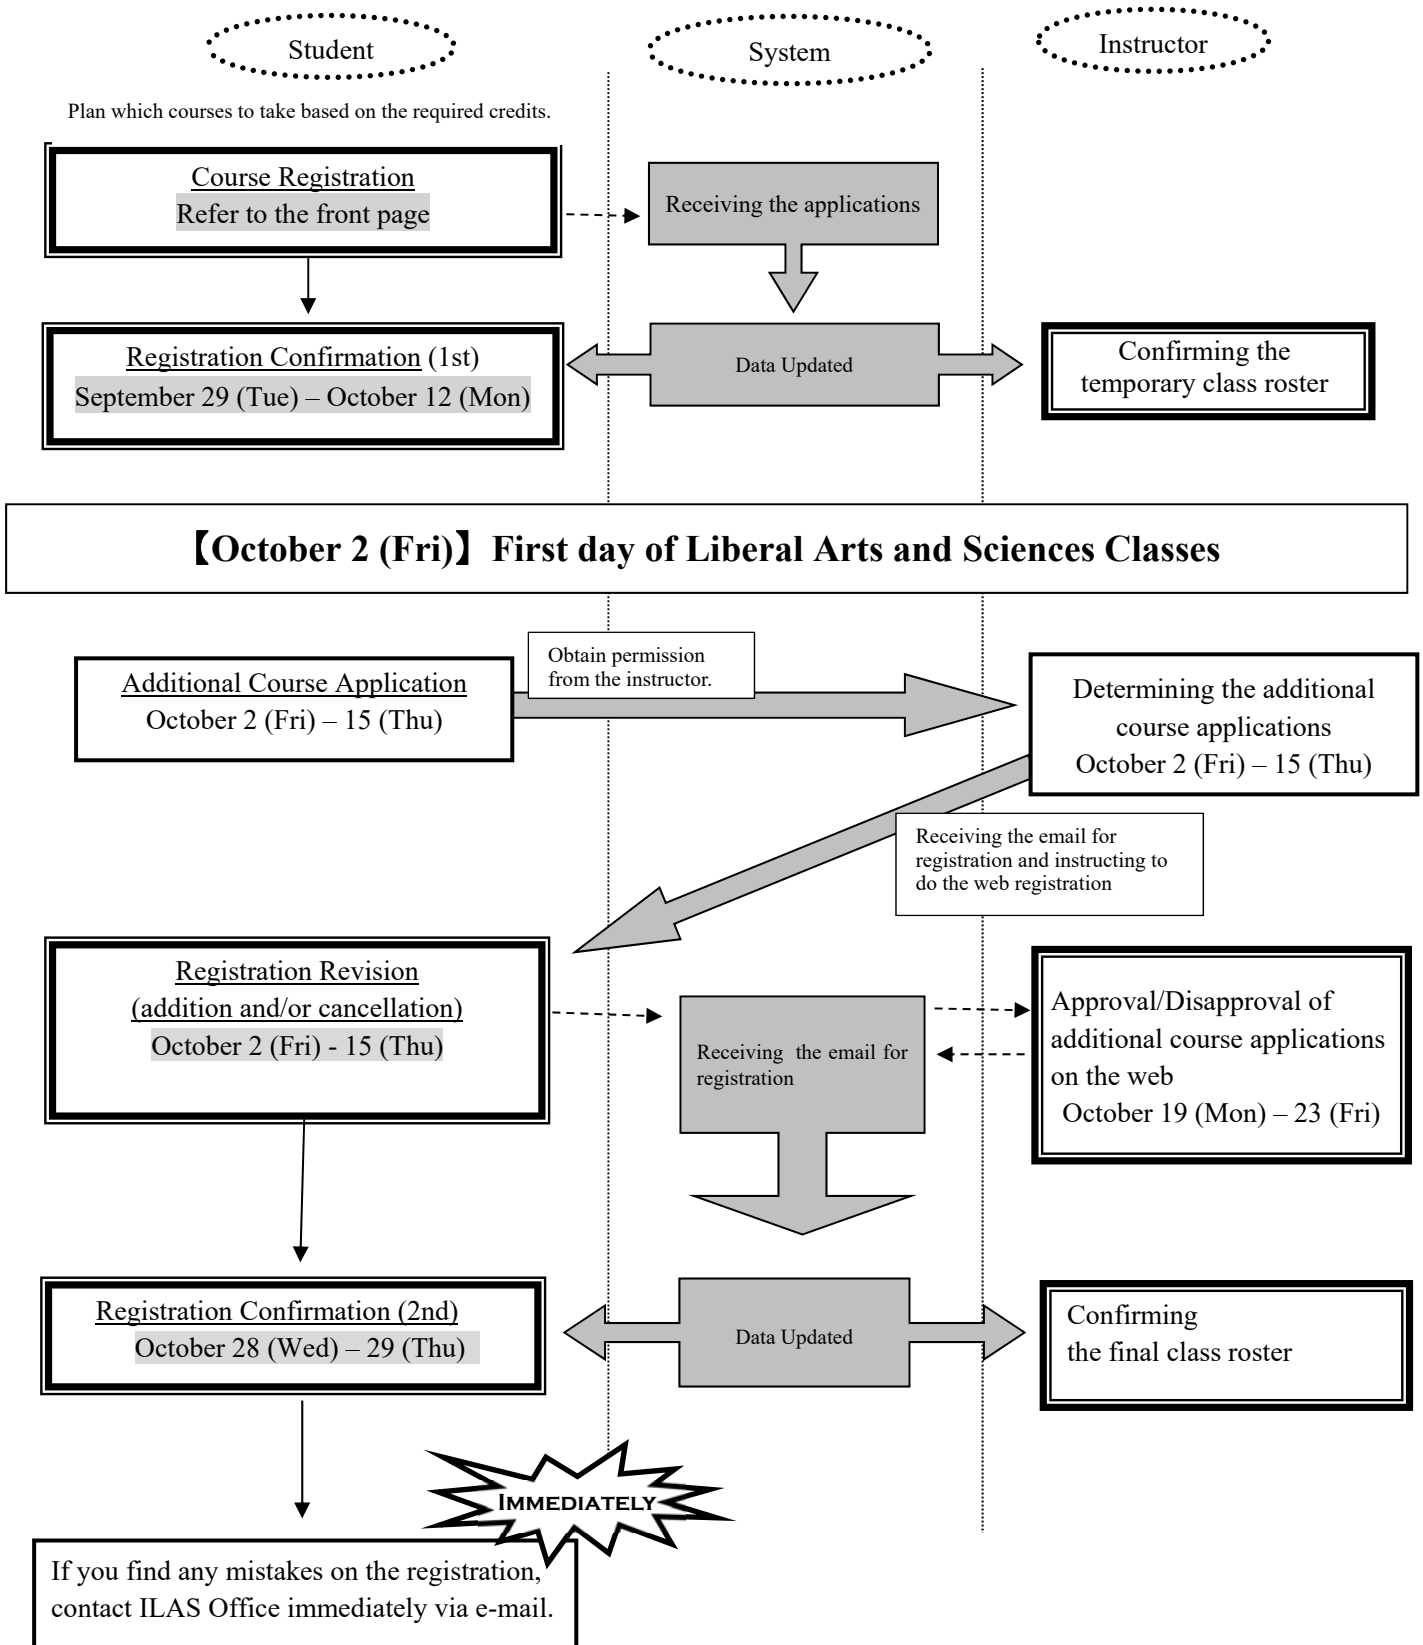 Student
System
Instructor
Plan which courses to take based on the required credits.
Course Registration
Refer to the front page
Receiving the applications
Registration Confirmation (1st)
September 29 (Tue) – October 12 (Mon)
Data Updated
Confirming the
temporary class roster
【October 2 (Fri)】First day of Liberal Arts and Sciences Classes
Obtain permission
from the instructor.
Additional Course Application
October 2 (Fri) – 15 (Thu)
Determining the additional
course applications
October 2 (Fri) – 15 (Thu)
Receiving the email for
registration and instructing to
do the web registration
Registration Revision
(addition and/or cancellation)
October 2 (Fri) - 15 (Thu)
Receiving the email for
registration
Approval/Disapproval of
additional course applications
on the web
October 19 (Mon) – 23 (Fri)
Registration Confirmation (2nd)
October 28 (Wed) – 29 (Thu)
Data Updated
Confirming
the final class roster
IMMEDIATELY
If you find any mistakes on the registration,
contact ILAS Office immediately via e-mail.